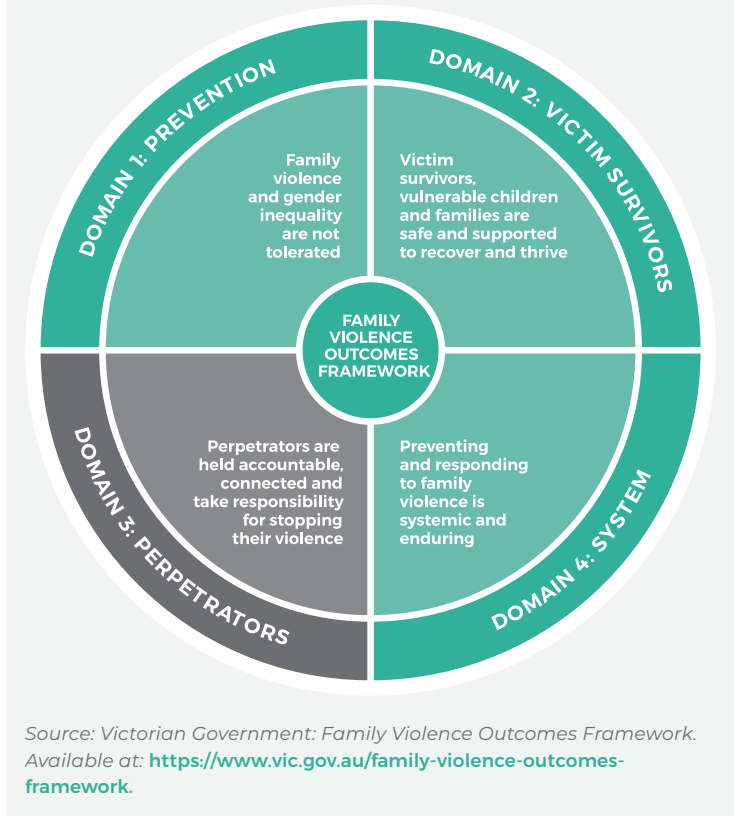 DOMAIN 1: PREVENTION
Family
violence
and gender
inequality
are not
tolerated
DOMAIN 2: VICTIM SURVIVORS
Victim
survivors,
vulnerable children
and families are
safe and supported
to recover and thrive
FAMILY
VIOLENCE
OUTCOMES
FRAMEWORK
DOMAIN 3: PERPETRATORS
Perpetrators are
held accountable,
connected and
take responsibility
for stopping
their violence
DOMAIN 4: SYSTEM
Preventing
and responding
to family
violence is
systemic and
enduring
Source: Victorian Government: Family Violence Outcomes Framework.
Available at: https://www.vic.gov.au/family-violence-outcomes-
framework.